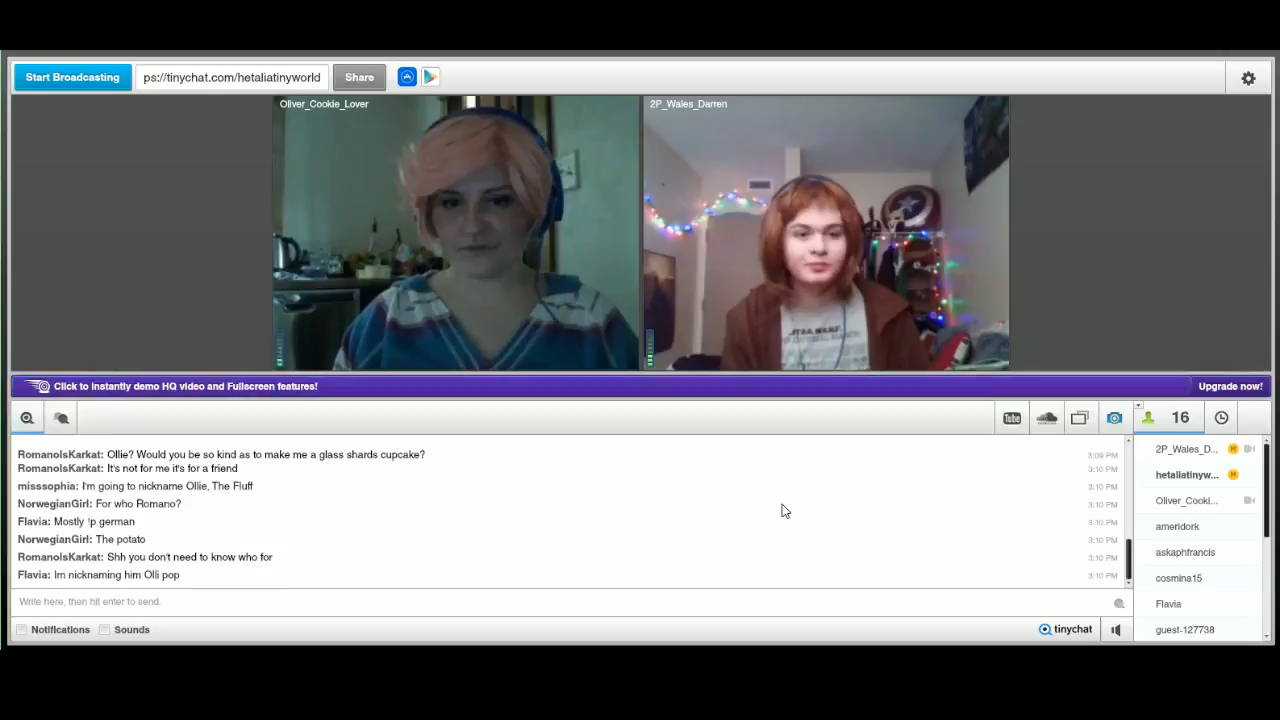 Start Broadcasting ps://tinychat.com/hetaliatinyworld Share
Oliver_Cookie_Lover 2P_Wales_Darren
STAR WARS
Click to instantly demo HQ video and Fullscreen features! Upgrade now!
You Tube 16
RomanoIsKarkat: Ollie? Would you be so kind as to make me a glass shards cupcake? 3:09 PM
RomanoIsKarkat: It's not for me it's for a friend 3:10 PM
misssophia: I'm going to nickname Ollie, The Fluff 3:10 PM
NorwegianGirl: For who Romano? 3:10 PM
Flavia: Mostly !p german 3:10 PM
NorwegianGirl: The potato 3:10 PM
RomanoIsKarkat: Shh you don't need to know who for 3:10 PM
Flavia: Im nicknaming him Olli pop 3:10 PM
Write here, then hit enter to send.
Notifications Sounds tinychat
2P_Wales_D... M
hetaliatinyw... M
Oliver_Cooki...
ameridork
askaphfrancis
cosmina15
Flavia
guest-127738